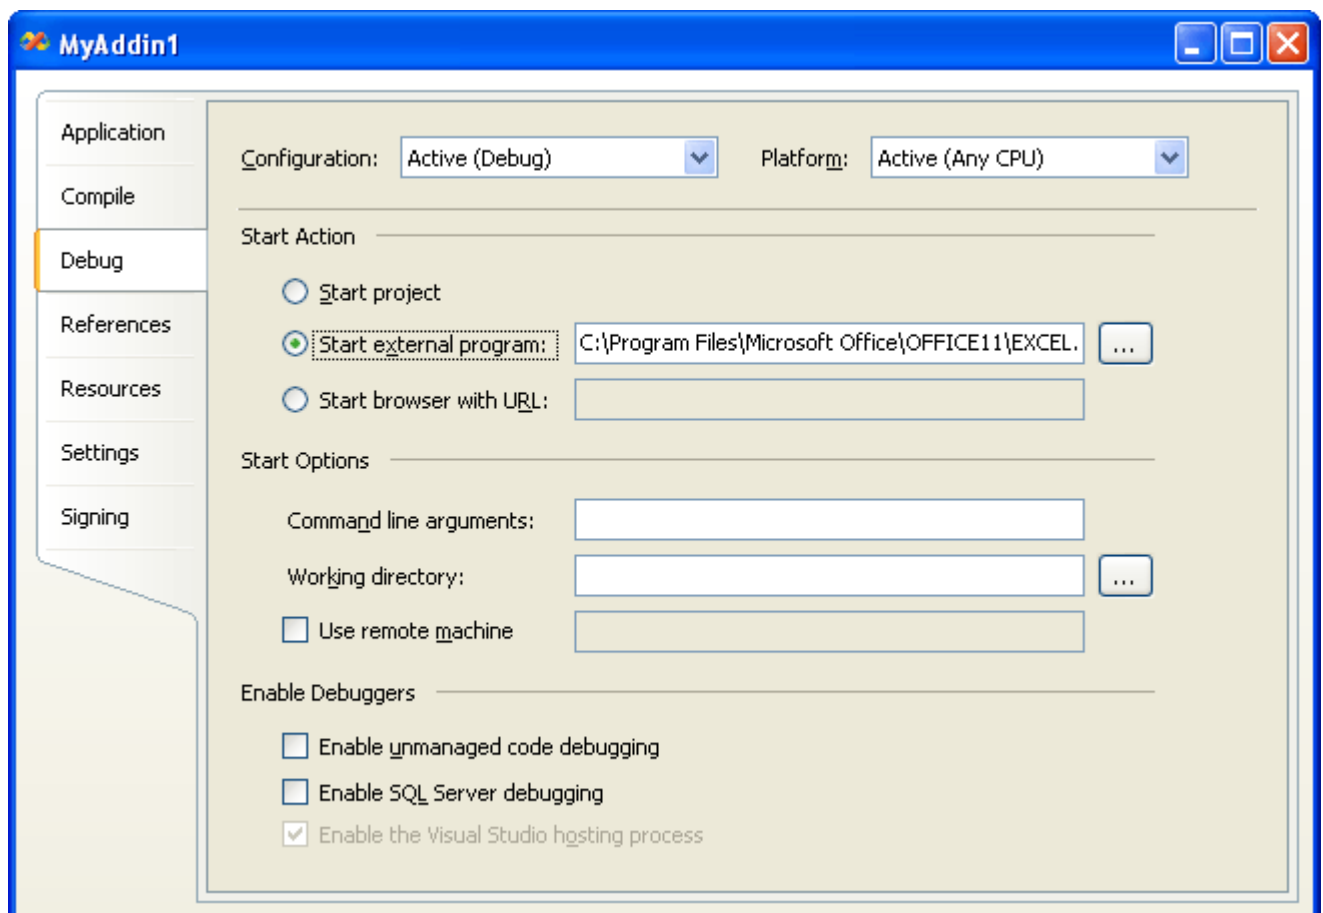 MyAddin1
Application
Compile
Debug
References
Resources
Settings
Signing
Configuration: Active (Debug) Platform: Active (Any CPU)
Start Action
Start project
Start external program: C:\Program Files\Microsoft Office\OFFICE11\EXCEL. ...
Start browser with URL:
Start Options
Command line arguments:
Working directory: ...
Use remote machine
Enable Debuggers
Enable unmanaged code debugging
Enable SQL Server debugging
Enable the Visual Studio hosting process